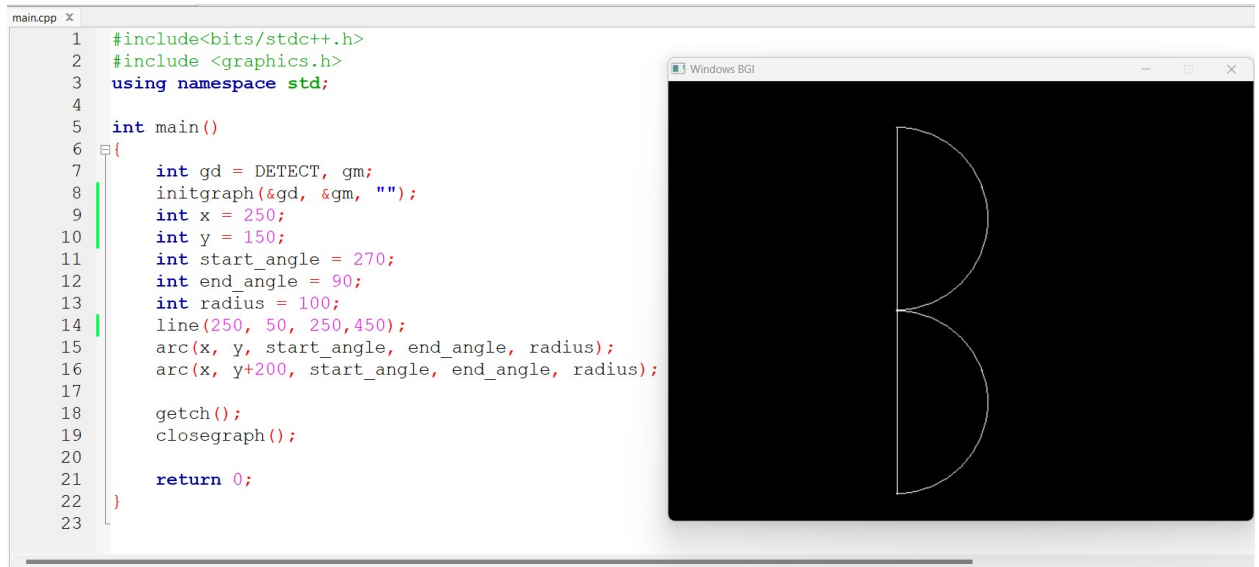 main.cpp X
1 #include<bits/stdc++.h>
2 #include <graphics.h>
3 using namespace std;
4
5 int main()
6 {
7     int gd = DETECT, gm;
8     initgraph(&gd, &gm, "");
9     int x = 250;
10     int y = 150;
11     int start_angle = 270;
12     int end_angle = 90;
13     int radius = 100;
14     line(250, 50, 250,450);
15     arc(x, y, start_angle, end_angle, radius);
16     arc(x, y+200, start_angle, end_angle, radius);
17
18     getch();
19     closegraph();
20
21     return 0;
22 }
23
Windows BGI